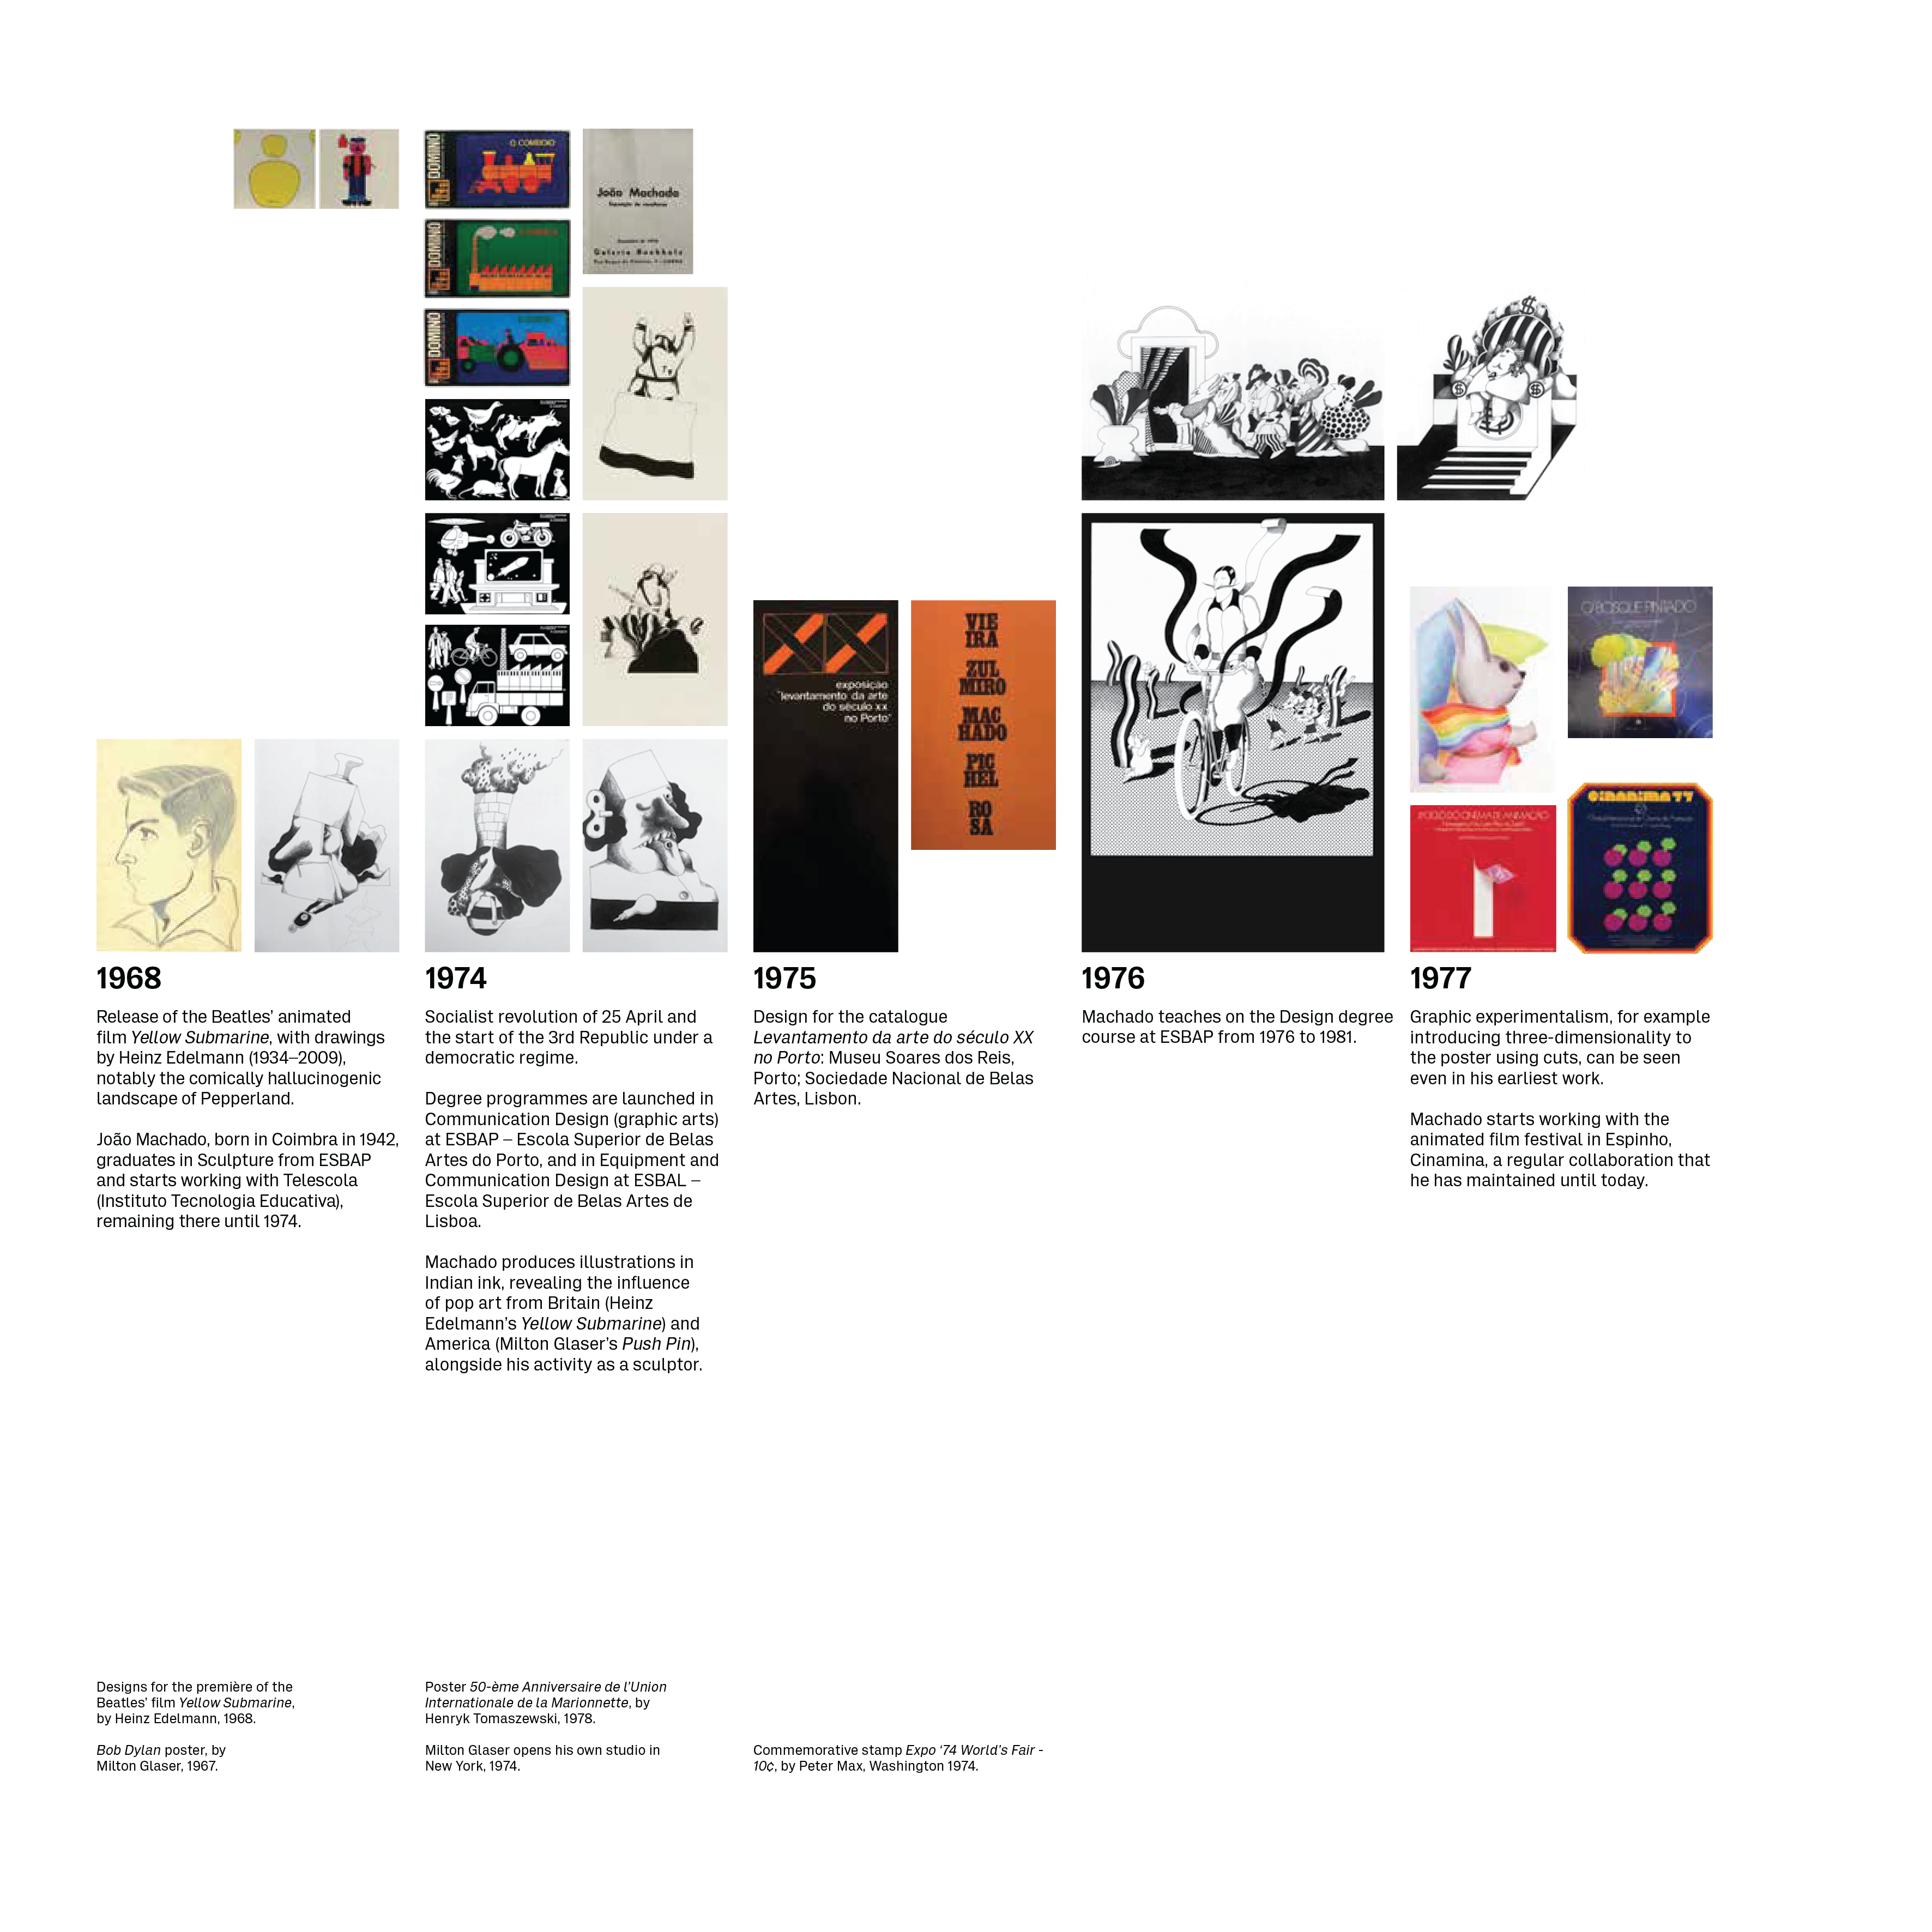 DOMINO
O COMBOIO
DOMINO
DOMINO
João Machado
Exposição de esculturas
Dezembro de 1970
Galeria Buchholz
exposição
"levantamento da arte
do século xx
no Porto"
VIE
IRA
ZUL
MIRO
MAC
HADO
PIC
HEL
RO
SA
O BOSQUE PINTADO
CICLO DO CINEMA DE ANIMAÇÃO
cinanima 77
1968
Release of the Beatles’ animated
film Yellow Submarine, with drawings
by Heinz Edelmann (1934–2009),
notably the comically hallucinogenic
landscape of Pepperland.
João Machado, born in Coimbra in 1942,
graduates in Sculpture from ESBAP
and starts working with Telescola
(Instituto Tecnologia Educativa),
remaining there until 1974.
1974
Socialist revolution of 25 April and
the start of the 3rd Republic under a
democratic regime.
Degree programmes are launched in
Communication Design (graphic arts)
at ESBAP – Escola Superior de Belas
Artes do Porto, and in Equipment and
Communication Design at ESBAL –
Escola Superior de Belas Artes de
Lisboa.
Machado produces illustrations in
Indian ink, revealing the influence
of pop art from Britain (Heinz
Edelmann’s Yellow Submarine) and
America (Milton Glaser’s Push Pin),
alongside his activity as a sculptor.
1975
Design for the catalogue
Levantamento da arte do século XX
no Porto: Museu Soares dos Reis,
Porto; Sociedade Nacional de Belas
Artes, Lisbon.
1976
Machado teaches on the Design degree
course at ESBAP from 1976 to 1981.
1977
Graphic experimentalism, for example
introducing three-dimensionality to
the poster using cuts, can be seen
even in his earliest work.
Machado starts working with the
animated film festival in Espinho,
Cinamina, a regular collaboration that
he has maintained until today.
Designs for the première of the
Beatles’ film Yellow Submarine,
by Heinz Edelmann, 1968.
Bob Dylan poster, by
Milton Glaser, 1967.
Poster 50-ème Anniversaire de l’Union
Internationale de la Marionnette, by
Henryk Tomaszewski, 1978.
Milton Glaser opens his own studio in
New York, 1974.
Commemorative stamp Expo ‘74 World’s Fair -
10¢, by Peter Max, Washington 1974.